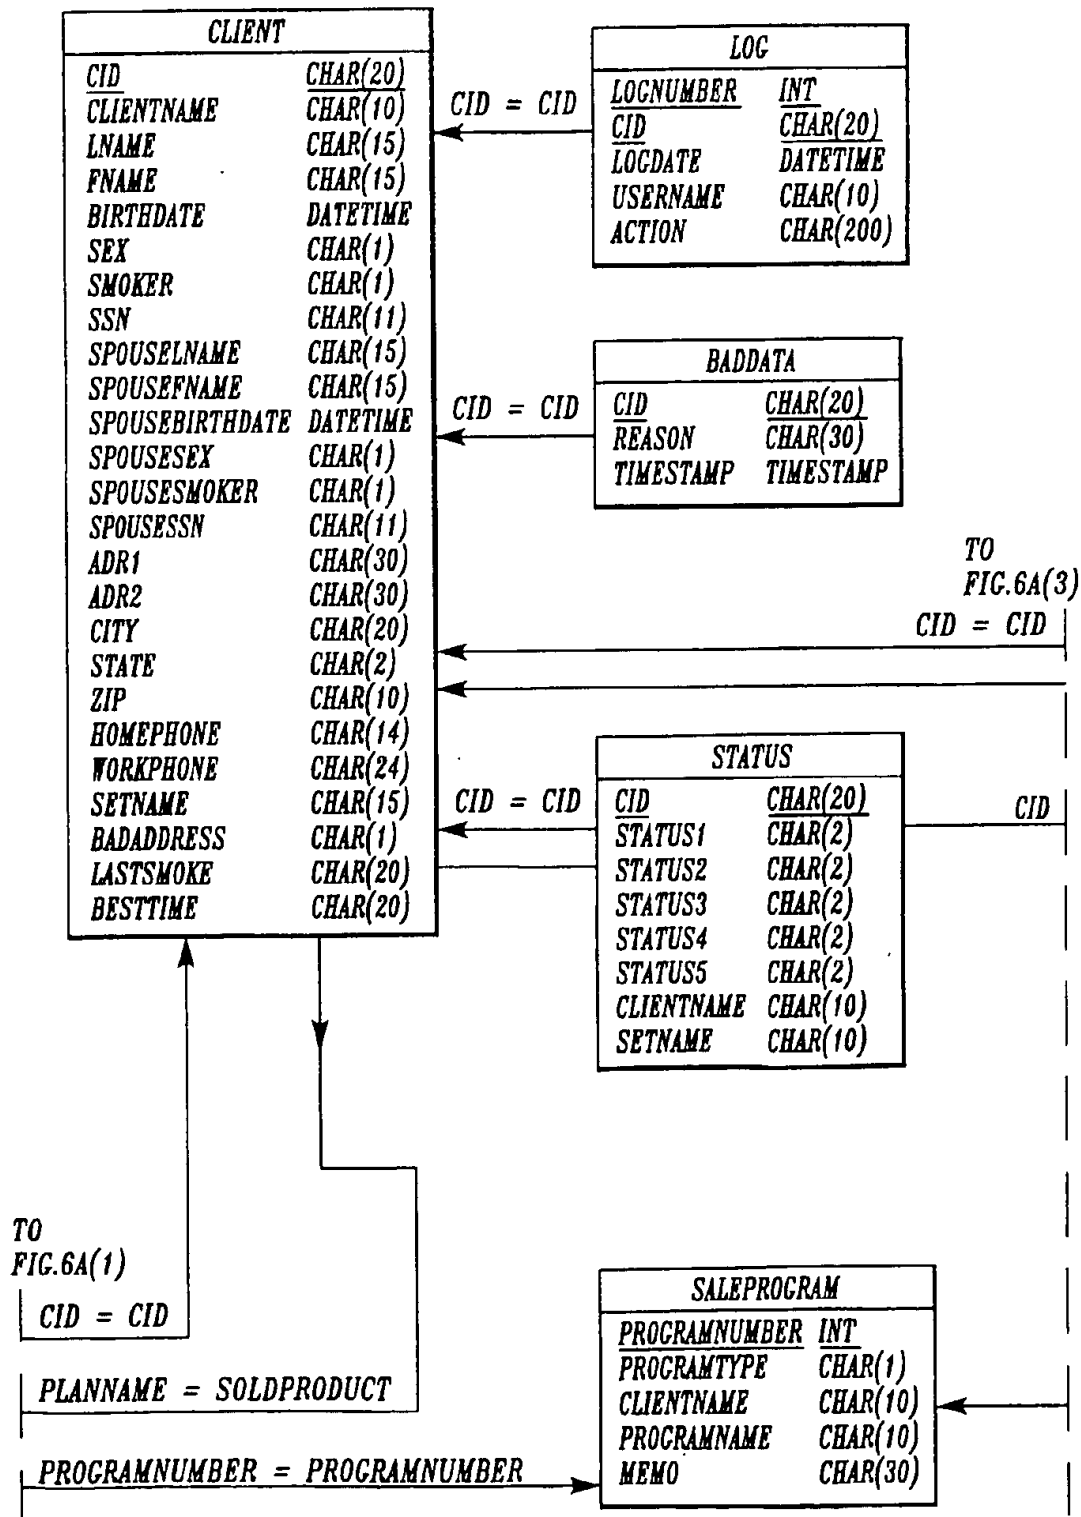 CLIENT
CID CHAR(20)
CLIENTNAME CHAR(10)
LNAME CHAR(15)
FNAME CHAR(15)
BIRTHDATE DATETIME
SEX CHAR(1)
SMOKER CHAR(1)
SSN CHAR(11)
SPOUSELNAME CHAR(15)
SPOUSEFNAME CHAR(15)
SPOUSEBIRTHDATE DATETIME
SPOUSESEX CHAR(1)
SPOUSESMOKER CHAR(1)
SPOUSESSN CHAR(11)
ADR1 CHAR(30)
ADR2 CHAR(30)
CITY CHAR(20)
STATE CHAR(2)
ZIP CHAR(10)
HOMEPHONE CHAR(14)
WORKPHONE CHAR(24)
SETNAME CHAR(15)
BADADDRESS CHAR(1)
LASTSMOKE CHAR(20)
BESTTIME CHAR(20)
CID = CID
LOG
LOGNUMBER INT
CID CHAR(20)
LOGDATE DATETIME
USERNAME CHAR(10)
ACTION CHAR(200)
CID = CID
BADDATA
CID CHAR(20)
REASON CHAR(30)
TIMESTAMP TIMESTAMP
TO
FIG.6A(3)
CID = CID
CID = CID
STATUS
CID CHAR(20)
STATUS1 CHAR(2)
STATUS2 CHAR(2)
STATUS3 CHAR(2)
STATUS4 CHAR(2)
STATUS5 CHAR(2)
CLIENTNAME CHAR(10)
SETNAME CHAR(10)
CID
TO
FIG.6A(1)
CID = CID
PLANNAME = SOLDPRODUCT
PROGRAMNUMBER = PROGRAMNUMBER
SALEPROGRAM
PROGRAMNUMBER INT
PROGRAMTYPE CHAR(1)
CLIENTNAME CHAR(10)
PROGRAMNAME CHAR(10)
MEMO CHAR(30)